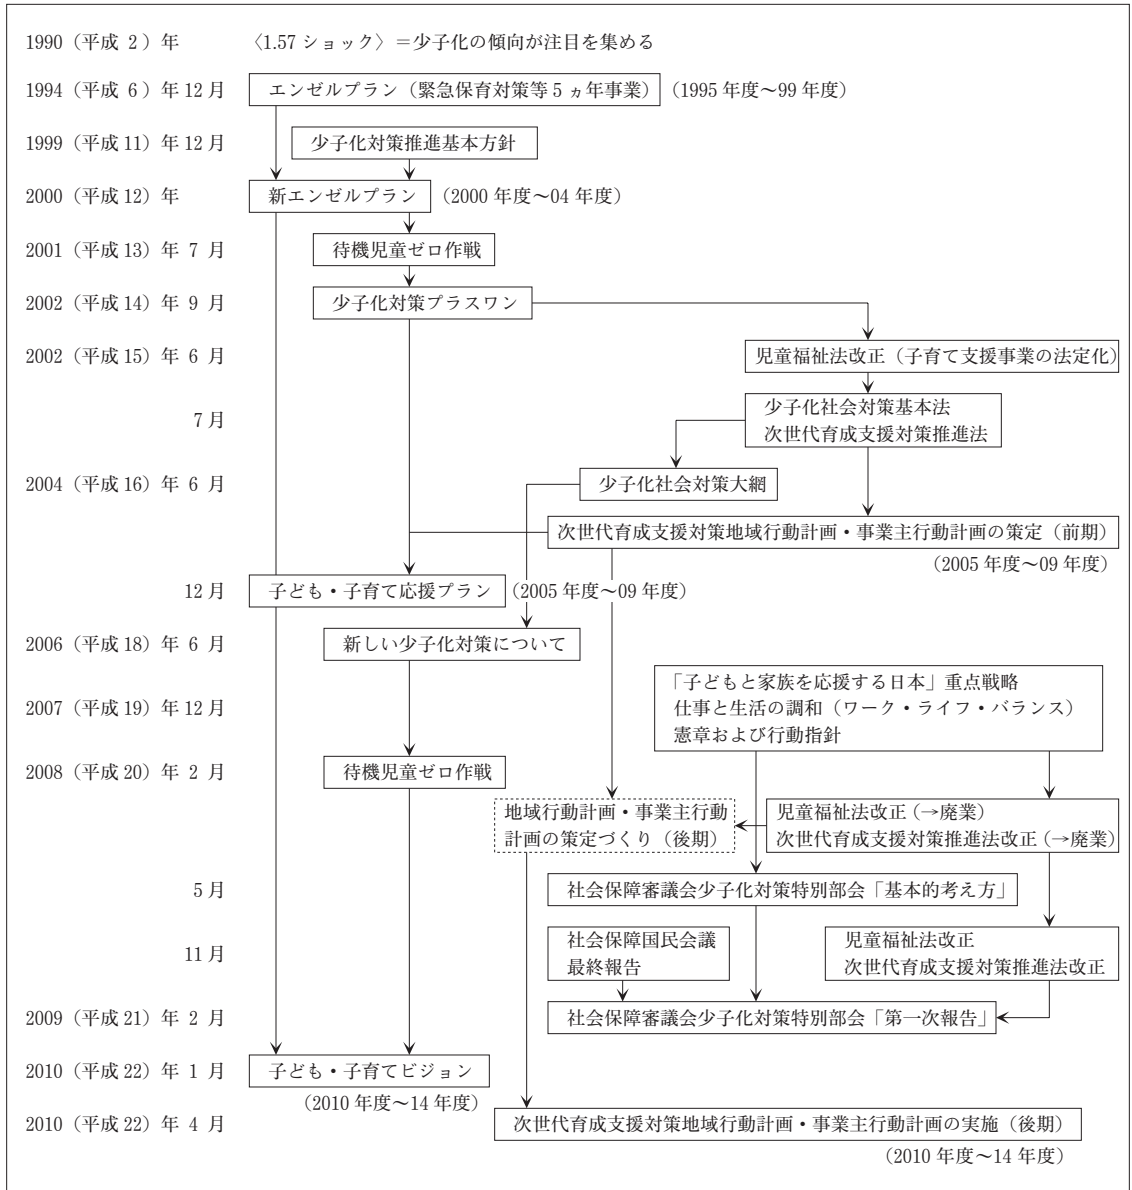 1990（平成 2）年 〈1.57 ショック〉＝少子化の傾向が注目を集める
1994（平成 6）年 12 月 エンゼルプラン（緊急保育対策等 5 ヵ年事業） （1995 年度～99 年度）
1999（平成 11）年 12 月 少子化対策推進基本方針
2000（平成 12）年 新エンゼルプラン （2000 年度～04 年度）
2001（平成 13）年 7 月 待機児童ゼロ作戦
2002（平成 14）年 9 月 少子化対策プラスワン
2002（平成 15）年 6 月 児童福祉法改正（子育て支援事業の法定化）
7 月 少子化社会対策基本法
次世代育成支援対策推進法
2004（平成 16）年 6 月 少子化社会対策大網
次世代育成支援対策地域行動計画・事業主行動計画の策定（前期）
（2005 年度～09 年度）
12 月 子ども・子育て応援プラン （2005 年度～09 年度）
2006（平成 18）年 6 月 新しい少子化対策について
「子どもと家族を応援する日本」重点戦略
2007（平成 19）年 12 月 仕事と生活の調和（ワーク・ライフ・バランス）
憲章および行動指針
2008（平成 20）年 2 月 待機児童ゼロ作戦
地域行動計画・事業主行動 児童福祉法改正（→廃業）
計画の策定づくり（後期） 次世代育成支援対策推進法改正（→廃業）
5 月 社会保障審議会少子化対策特別部会「基本的考え方」
11 月 社会保障国民会議 児童福祉法改正
最終報告 次世代育成支援対策推進法改正
2009（平成 21）年 2 月 社会保障審議会少子化対策特別部会「第一次報告」
2010（平成 22）年 1 月 子ども・子育てビジョン
（2010 年度～14 年度）
2010（平成 22）年 4 月 次世代育成支援対策地域行動計画・事業主行動計画の実施（後期）
（2010 年度～14 年度）